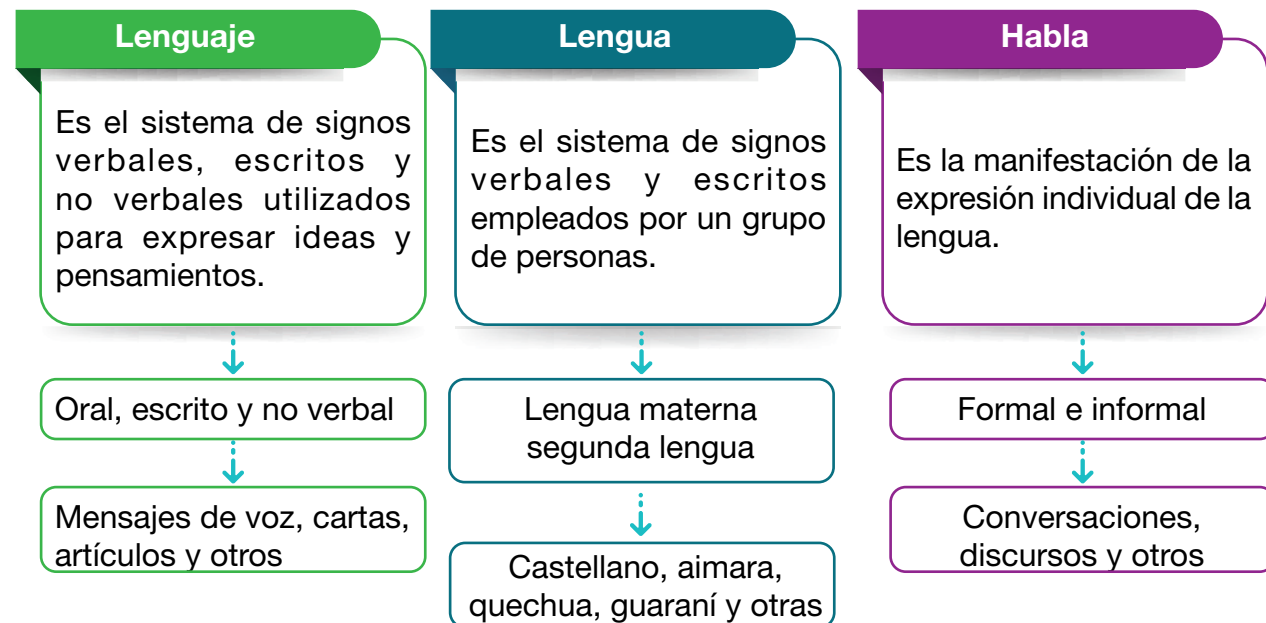 Lenguaje
Es el sistema de signos
verbales, escritos y
no verbales utilizados
para expresar ideas y
pensamientos.
Oral, escrito y no verbal
Mensajes de voz, cartas,
artículos y otros
Lengua
Es el sistema de signos
verbales y escritos
empleados por un grupo
de personas.
Lengua materna
segunda lengua
Castellano, aimara,
quechua, guaraní y otras
Habla
Es la manifestación de la
expresión individual de la
lengua.
Formal e informal
Conversaciones,
discursos y otros